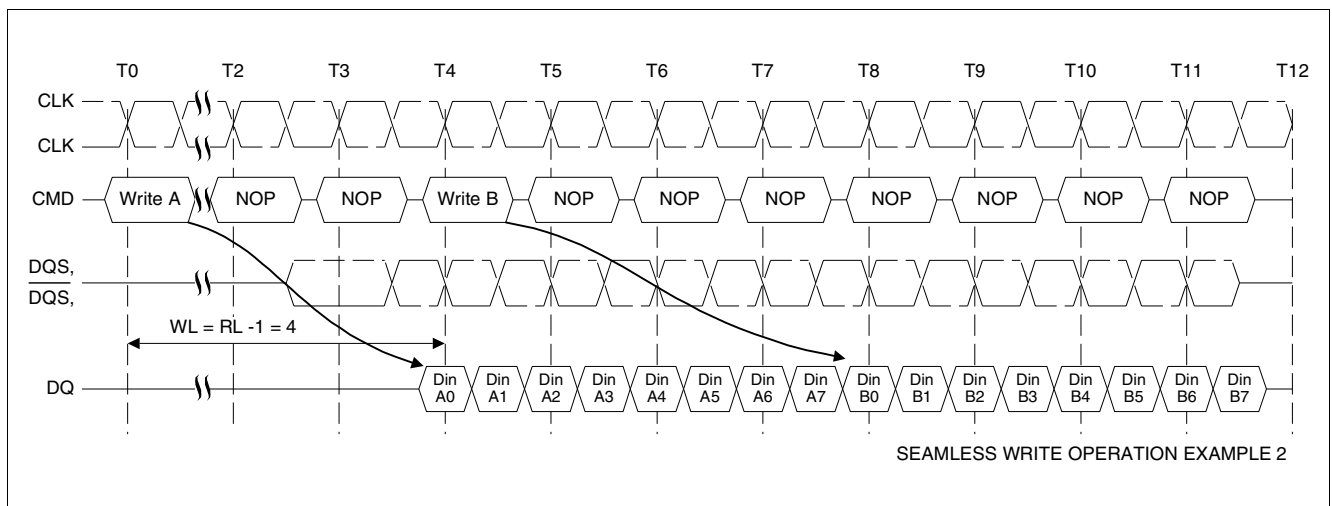 T0 T2 T3 T4 T5 T6 T7 T8 T9 T10 T11 T12
CLK
CLK
CMD Write A NOP NOP Write B NOP NOP NOP NOP NOP NOP NOP
DQS,
DQS,
WL = RL -1 = 4
DQ Din A0 Din A1 Din A2 Din A3 Din A4 Din A5 Din A6 Din A7 Din B0 Din B1 Din B2 Din B3 Din B4 Din B5 Din B6 Din B7
SEAMLESS WRITE OPERATION EXAMPLE 2